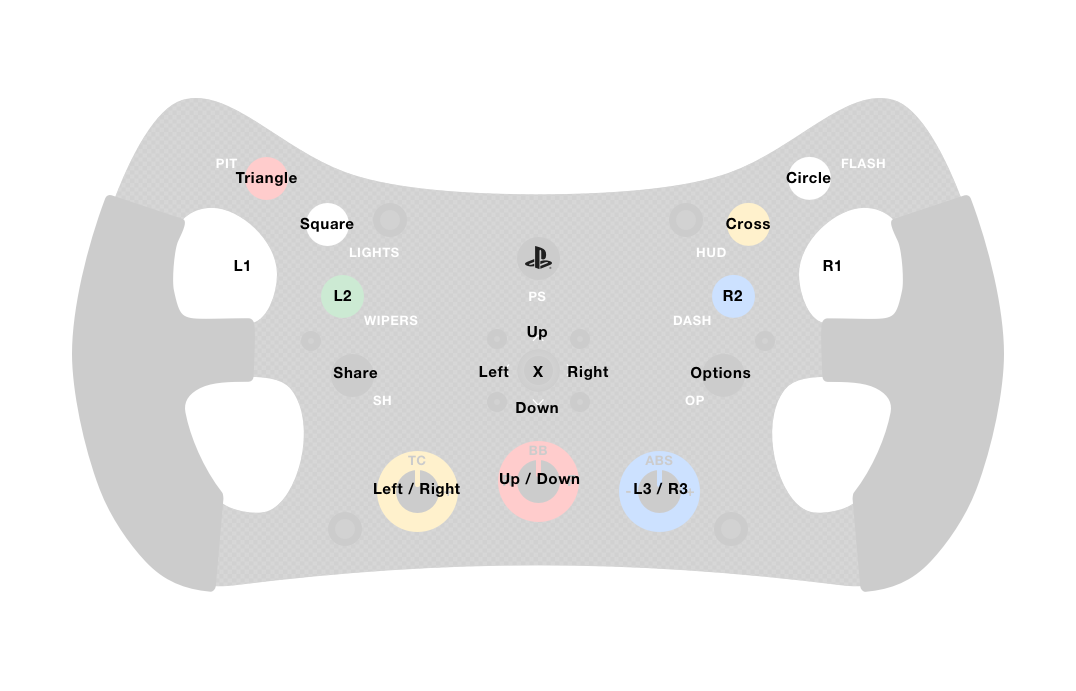 PIT
Triangle
Circle
FLASH
Square
Cross
LIGHTS
HUD
L1
R1
L2
R2
PS
WIPERS
DASH
Up
Left
X
Right
Share
Options
SH
OP
Down
TC
BB
ABS
Left / Right
Up / Down
L3 / R3